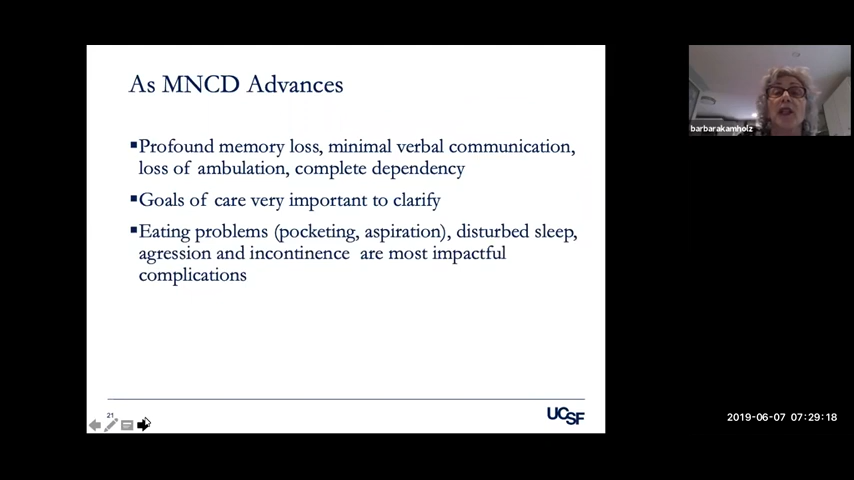 As MNCD Advances
▪Profound memory loss, minimal verbal communication,
loss of ambulation, complete dependency
▪Goals of care very important to clarify
▪Eating problems (pocketing, aspiration), disturbed sleep,
agression and incontinence are most impactful
complications
21
UCSF
barbarakamholz
2019-06-07 07:29:18